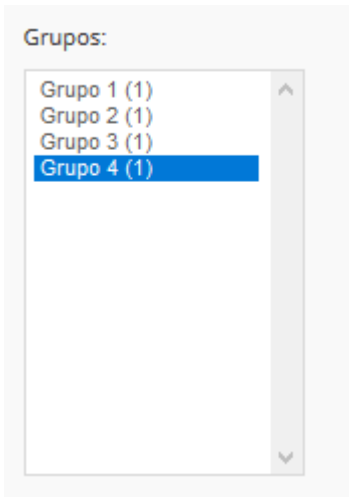 Grupos:
Grupo 1 (1)
Grupo 2 (1)
Grupo 3 (1)
Grupo 4 (1)